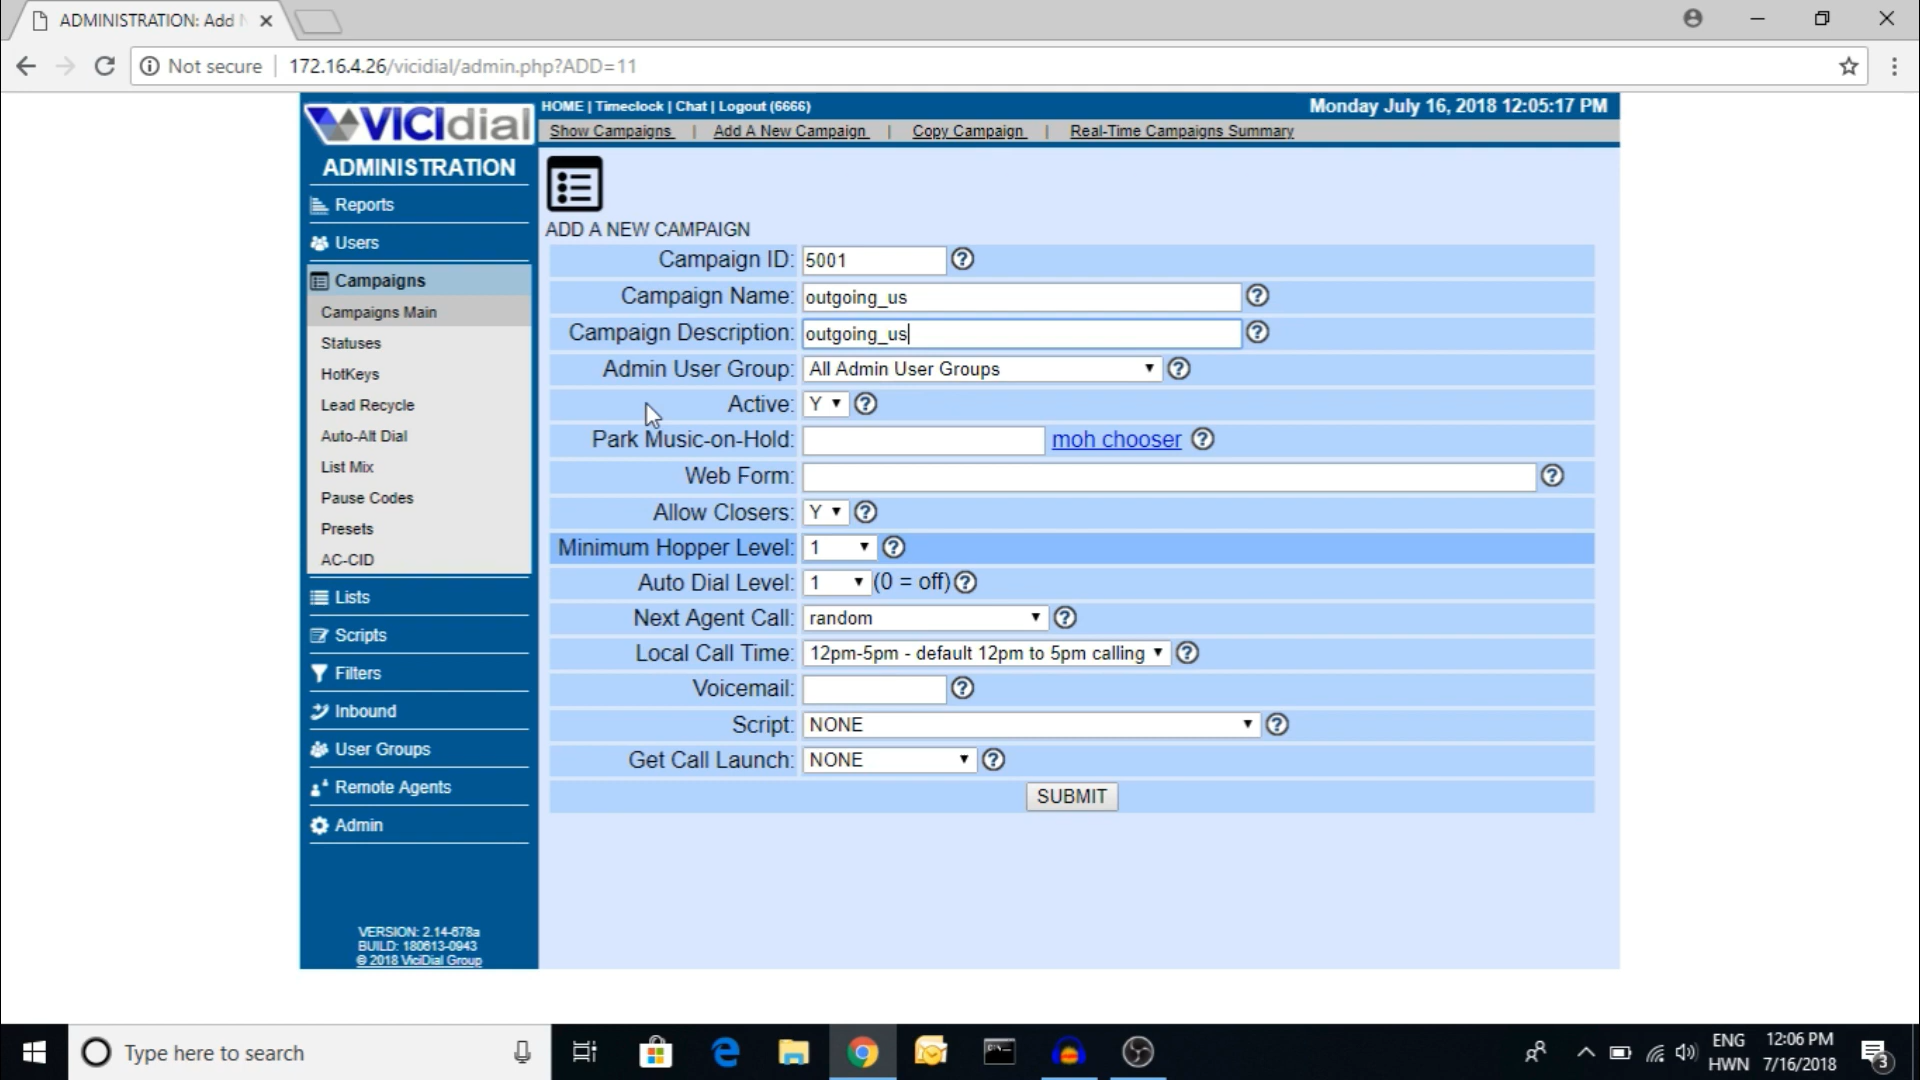 ADMINISTRATION: Add N
Not secure | 172.16.4.26/vicidial/admin.php?ADD=11
VICIdial
HOME | Timeclock | Chat | Logout (6666)
Monday July 16, 2018 12:05:17 PM
Show Campaigns | Add A New Campaign | Copy Campaign | Real-Time Campaigns Summary
ADMINISTRATION
Reports
Users
Campaigns
Campaigns Main
Statuses
HotKeys
Lead Recycle
Auto-Alt Dial
List Mix
Pause Codes
Presets
AC-CID
Lists
Scripts
Filters
Inbound
User Groups
Remote Agents
Admin
VERSION: 2.14-678a
BUILD: 180613-0943
© 2018 ViciDial Group
ADD A NEW CAMPAIGN
Campaign ID: 5001
Campaign Name: outgoing_us
Campaign Description: outgoing_us
Admin User Group: All Admin User Groups
Active: Y
Park Music-on-Hold: moh chooser
Web Form:
Allow Closers: Y
Minimum Hopper Level: 1
Auto Dial Level: 1 (0 = off)
Next Agent Call: random
Local Call Time: 12pm-5pm - default 12pm to 5pm calling
Voicemail:
Script: NONE
Get Call Launch: NONE
SUBMIT
Type here to search
ENG
HWN
12:06 PM
7/16/2018
3